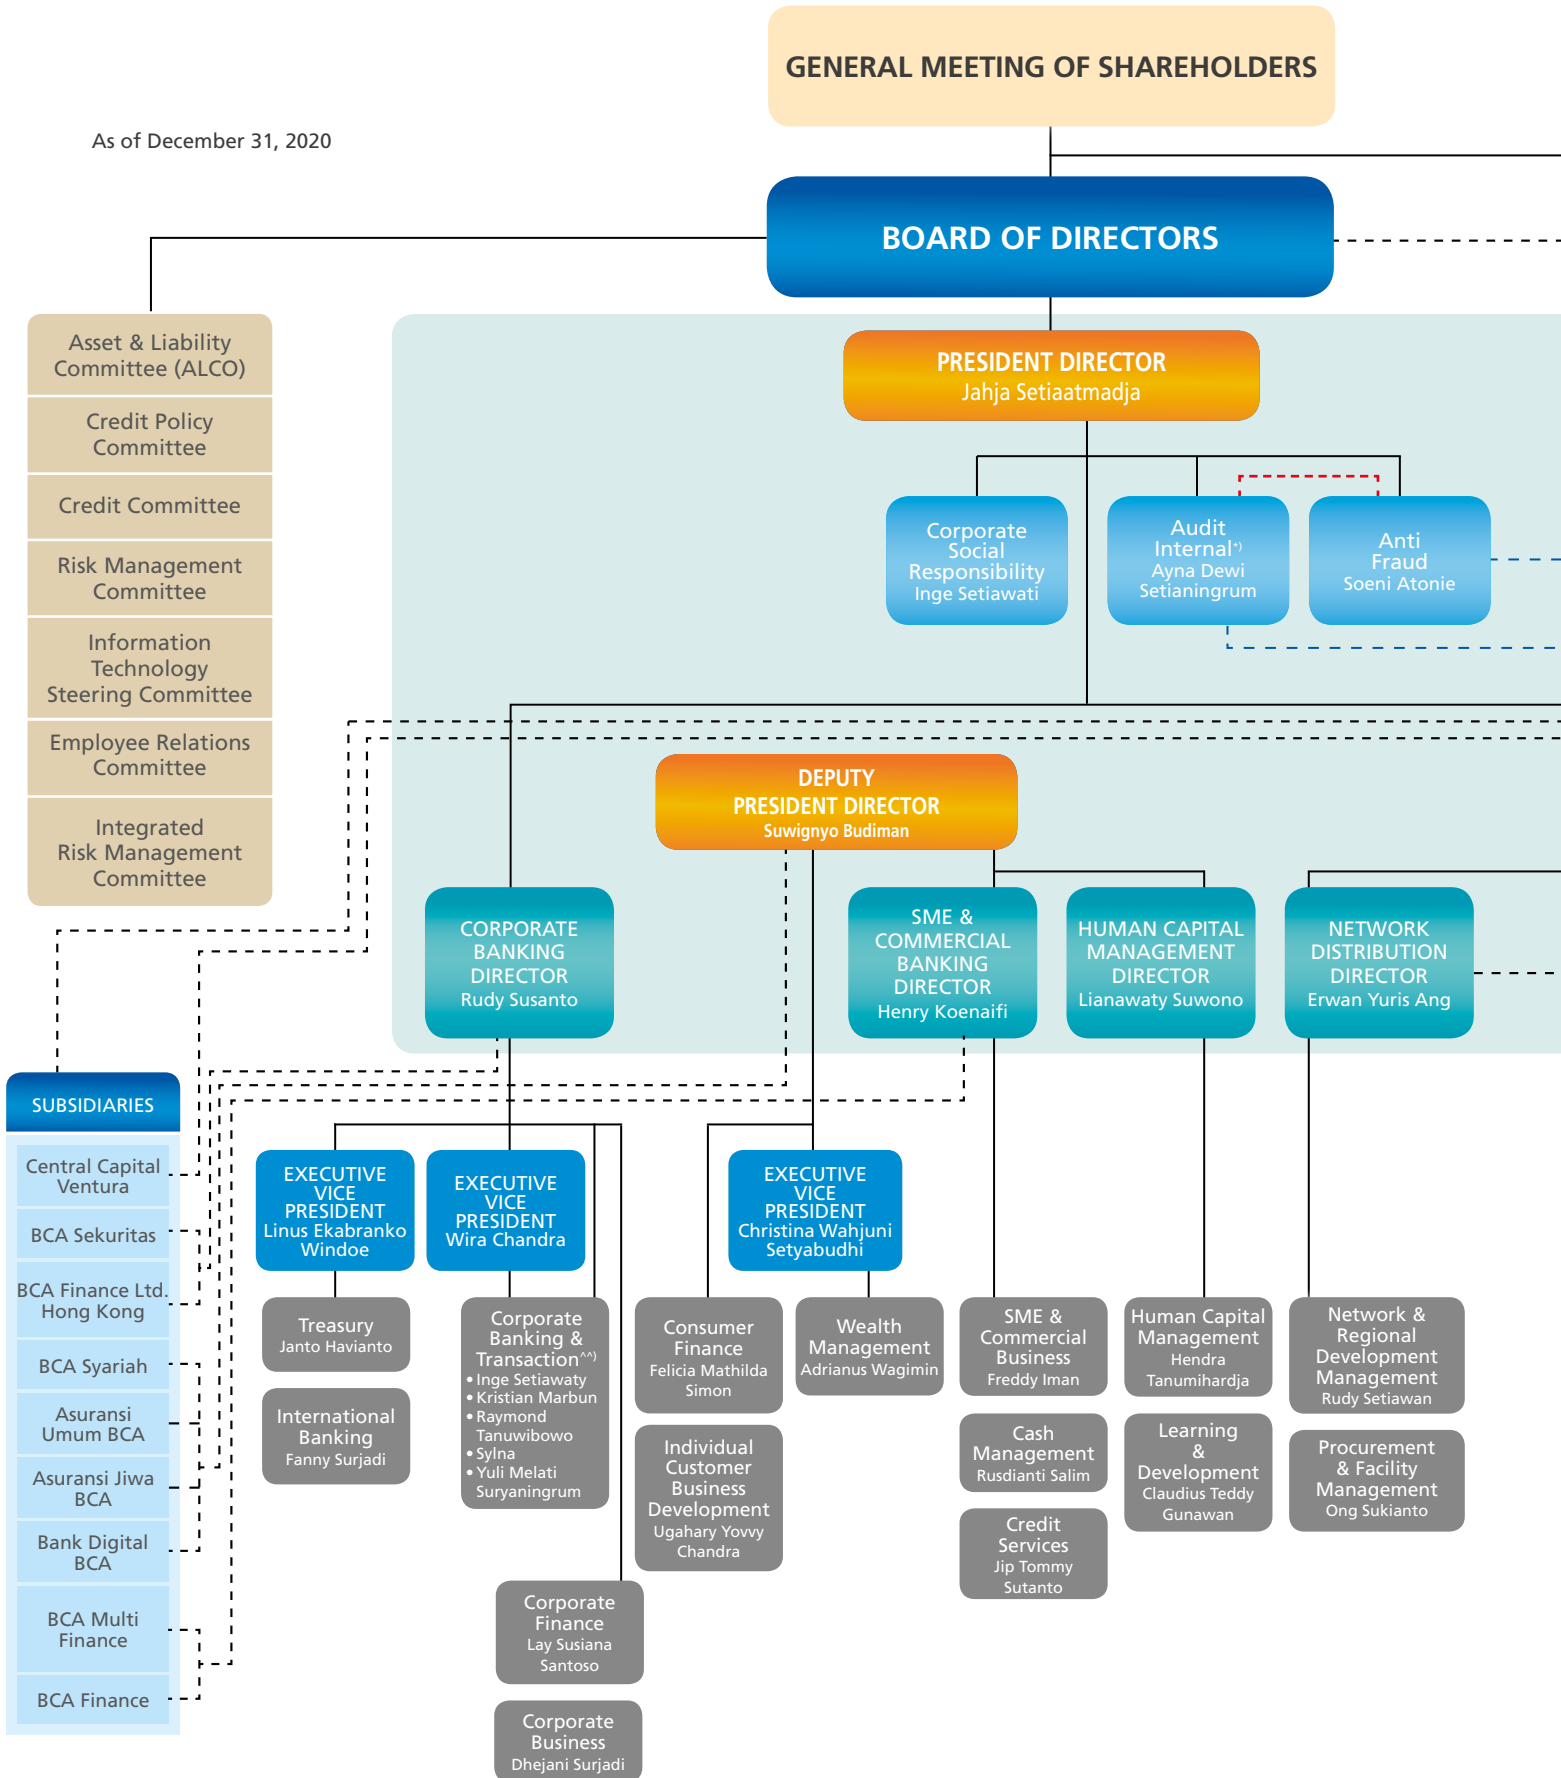 GENERAL MEETING OF SHAREHOLDERS
As of December 31, 2020
BOARD OF DIRECTORS
Asset & Liability
Committee (ALCO)
Credit Policy
Committee
Credit Committee
Risk Management
Committee
Information
Technology
Steering Committee
Employee Relations
Committee
Integrated
Risk Management
Committee
PRESIDENT DIRECTOR
Jahja Setiaatmadja
Corporate
Social
Responsibility
Inge Setiawati
Audit
Internal*)
Ayna Dewi
Setianingrum
Anti
Fraud
Soeni Atonie
DEPUTY
PRESIDENT DIRECTOR
Suwignyo Budiman
CORPORATE
BANKING
DIRECTOR
Rudy Susanto
SME &
COMMERCIAL
BANKING
DIRECTOR
Henry Koenaifi
HUMAN CAPITAL
MANAGEMENT
DIRECTOR
Lianawaty Suwono
NETWORK
DISTRIBUTION
DIRECTOR
Erwan Yuris Ang
SUBSIDIARIES
Central Capital
Ventura
BCA Sekuritas
BCA Finance Ltd.
Hong Kong
BCA Syariah
Asuransi
Umum BCA
Asuransi Jiwa
BCA
Bank Digital
BCA
BCA Multi
Finance
BCA Finance
EXECUTIVE
VICE
PRESIDENT
Linus Ekabranko
Windoe
EXECUTIVE
VICE
PRESIDENT
Wira Chandra
EXECUTIVE
VICE
PRESIDENT
Christina Wahjuni
Setyabudhi
Treasury
Janto Havianto
International
Banking
Fanny Surjadi
Corporate
Banking &
Transaction^^)
• Inge Setiawaty
• Kristian Marbun
• Raymond
Tanuwibowo
• Sylna
• Yuli Melati
Suryaningrum
Corporate
Finance
Lay Susiana
Santoso
Corporate
Business
Dhejani Surjadi
Consumer
Finance
Felicia Mathilda
Simon
Individual
Customer
Business
Development
Ugahary Yovvy
Chandra
Wealth
Management
Adrianus Wagimin
SME &
Commercial
Business
Freddy Iman
Cash
Management
Rusdianti Salim
Credit
Services
Jip Tommy
Sutanto
Human Capital
Management
Hendra
Tanumihardja
Learning
&
Development
Claudius Teddy
Gunawan
Network &
Regional
Development
Management
Rudy Setiawan
Procurement
& Facility
Management
Ong Sukianto